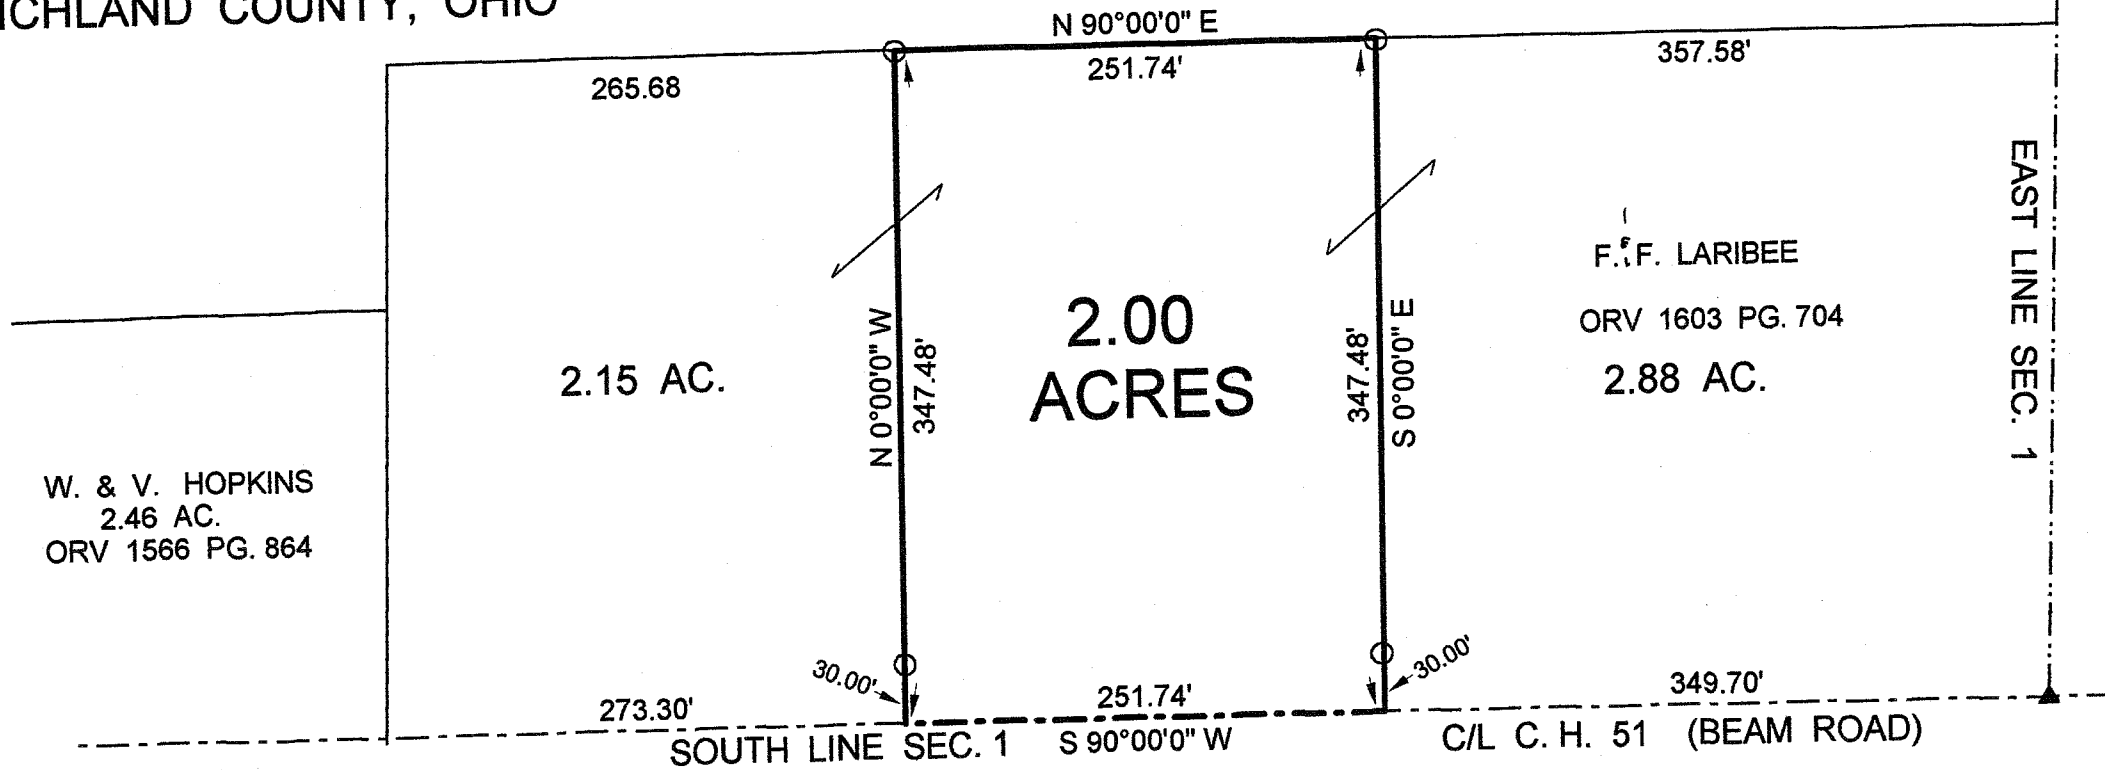 ICHLAND COUNTY, OHIO
N 90°00'0" E
265.68
251.74'
357.58'
EAST LINE SEC. 1
F. F. LARIBEE
ORV 1603 PG. 704
2.88 AC.
2.00
ACRES
2.15 AC.
N 0°00'0" W
347.48'
347.48'
S 0°00'0" E
W. & V. HOPKINS
2.46 AC.
ORV 1566 PG. 864
30.00'
30.00'
273.30'
251.74'
349.70'
SOUTH LINE SEC. 1
S 90°00'0" W
C/L C. H. 51 (BEAM ROAD)